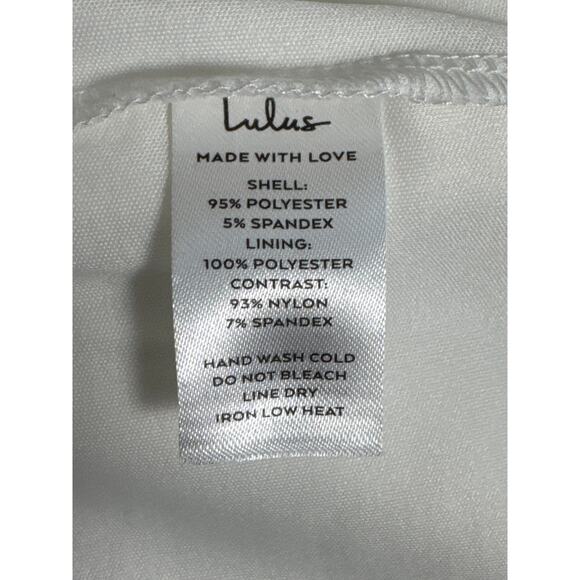 Lulus
MADE WITH LOVE
SHELL:
95% POLYESTER
5% SPANDEX
LINING:
100% POLYESTER
CONTRAST:
93% NYLON
7% SPANDEX
HAND WASH COLD
DO NOT BLEACH
LINE DRY
IRON LOW HEAT